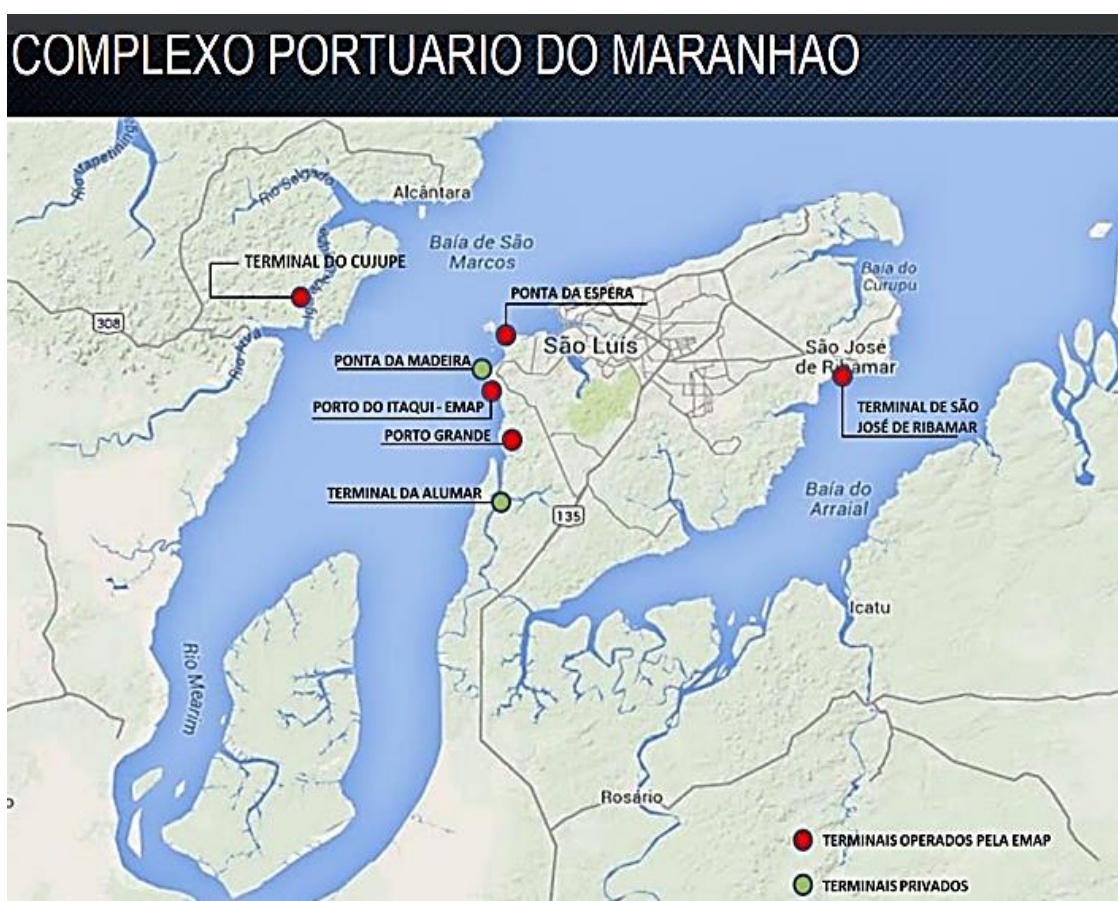 COMPLEXO PORTUARIO DO MARANHAO
Rio Salgado
Alcântara
Baía de São
Marcos
TERMINAL DO CUJUPE
Baía do
Curupu
PONTA DA ESPERA
308
São Luís
São José
de Ribamar
PONTA DA MADEIRA
PORTO DO ITAQUI - EMAP
TERMINAL DE SÃO
JOSÉ DE RIBAMAR
PORTO GRANDE
TERMINAL DA ALUMAR
135
Baía do
Arraial
Icatu
Rio Mearim
Rosário
TERMINAIS OPERADOS PELA EMAP
TERMINAIS PRIVADOS